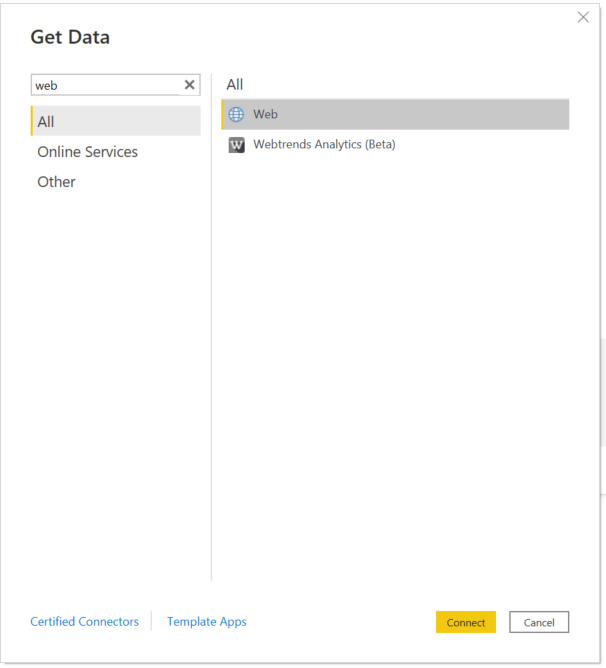 Get Data
web
All
Online Services
Other
All
Web
W Webtrends Analytics (Beta)
Certified Connectors Template Apps
Connect Cancel